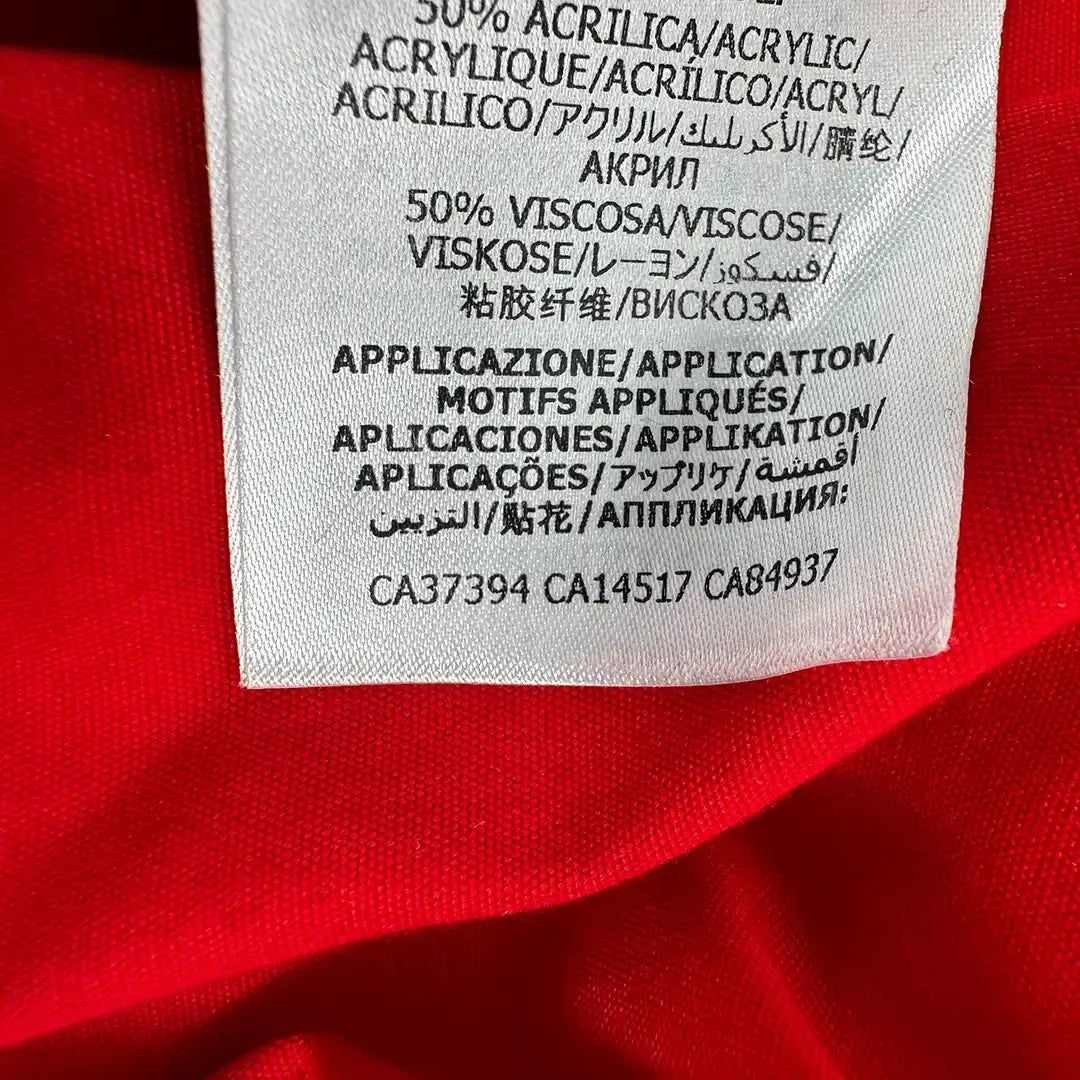 50% ACRILICA/ACRYLIC/
ACRYLIQUE/ACRÍLICO/ACRYL/
ACRILICO/アクリル/الأكريليك/腈纶/
АКРИЛ
50% VISCOSA/VISCOSE/
VISKOSE/レーヨン/فسكوز/
粘胶纤维/ВИСКОЗА
APPLICAZIONE/APPLICATION/
MOTIFS APPLIQUÉS/
APLICACIONES/APPLIKATION/
APLICAÇÕES/アップリケ/أقمشة
التزيين/贴花/АППЛИКАЦИЯ:
CA37394 CA14517 CA84937